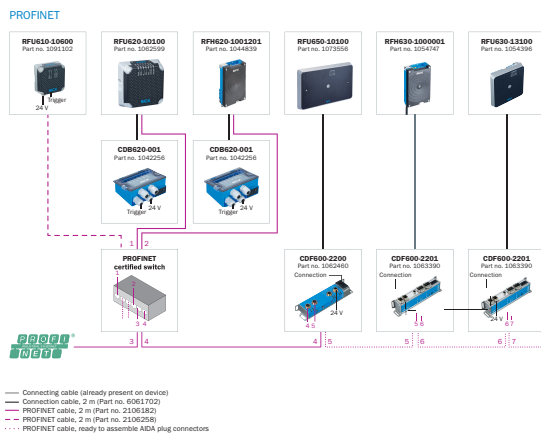 PROFINET
RFU610-10600
Part no. 1091102
Trigger
24 V
RFU620-10100
Part no. 1062599
RFH620-1001201
Part no. 1044839
RFU650-10100
Part no. 1073556
RFH630-1000001
Part no. 1054747
RFU630-13100
Part no. 1054396
CDB620-001
Part no. 1042256
24 V
Trigger
CDB620-001
Part no. 1042256
24 V
Trigger
1 2
PROFINET
certified switch
1
2
3 4
CDF600-2200
Part no. 1062460
Connection
24 V
4 5
CDF600-2201
Part no. 1063390
Connection
5 6
CDF600-2201
Part no. 1063390
Connection
24 V
6 7
PROFI
NET®
3 4
4 5
5 6
6 7
Connecting cable (already present on device)
Connection cable, 2 m (Part no. 6061702)
PROFINET cable, 2 m (Part no. 2106182)
PROFINET cable, 2 m (Part no. 2106258)
PROFINET cable, ready to assemble AIDA plug connectors